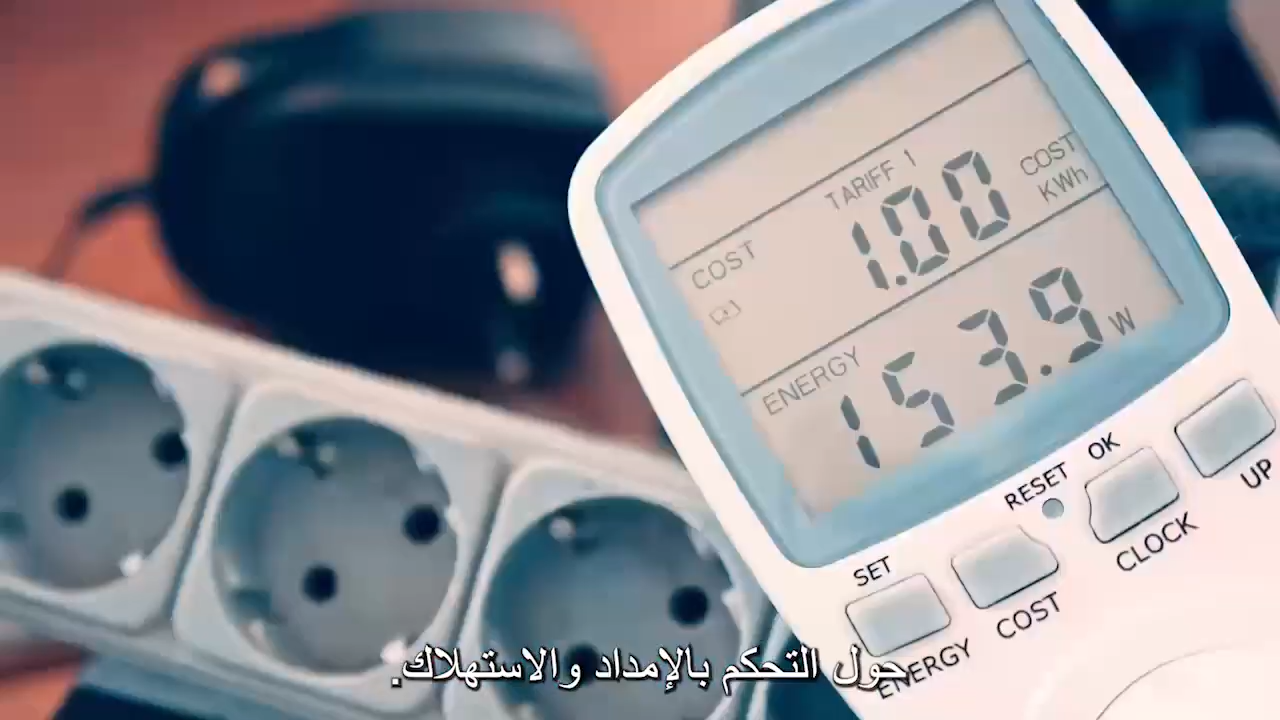 TARIFF 1
COST 1.00 COST KWh
ENERGY 153.9 W
RESET OK
SET
UP
CLOCK
COST
ENERGY
حول التحكم بالإمداد والاستهلاك.